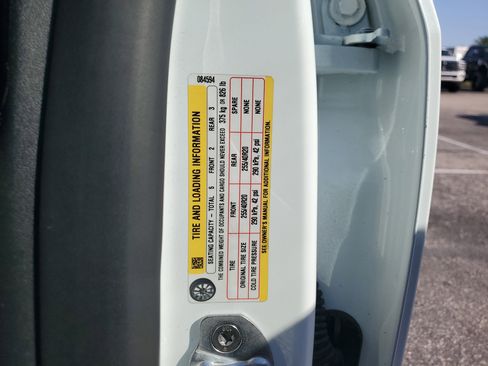 084594
TIRE AND LOADING INFORMATION
SEATING CAPACITY - TOTAL 5 FRONT 2 REAR 3
THE COMBINED WEIGHT OF OCCUPANTS AND CARGO SHOULD NEVER EXCEED 375 kg OR 826 lb
TIRE FRONT REAR SPARE
ORIGINAL TIRE SIZE 255/40R20 255/40R20 NONE
COLD TIRE PRESSURE 290 kPa, 42 psi 290 kPa, 42 psi NONE
SEE OWNER'S MANUAL FOR ADDITIONAL INFORMATION.